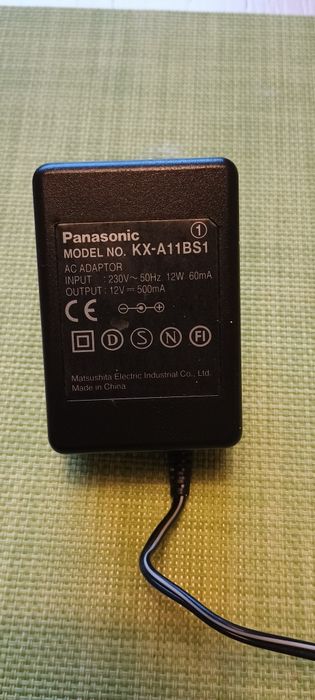 Panasonic ①
MODEL NO. KX-A11BS1
AC ADAPTOR
INPUT : 230V～ 50Hz 12W 60mA
OUTPUT : 12V⎓ 500mA
CE
D S N FI
Matsushita Electric Industrial Co., Ltd.
Made in China